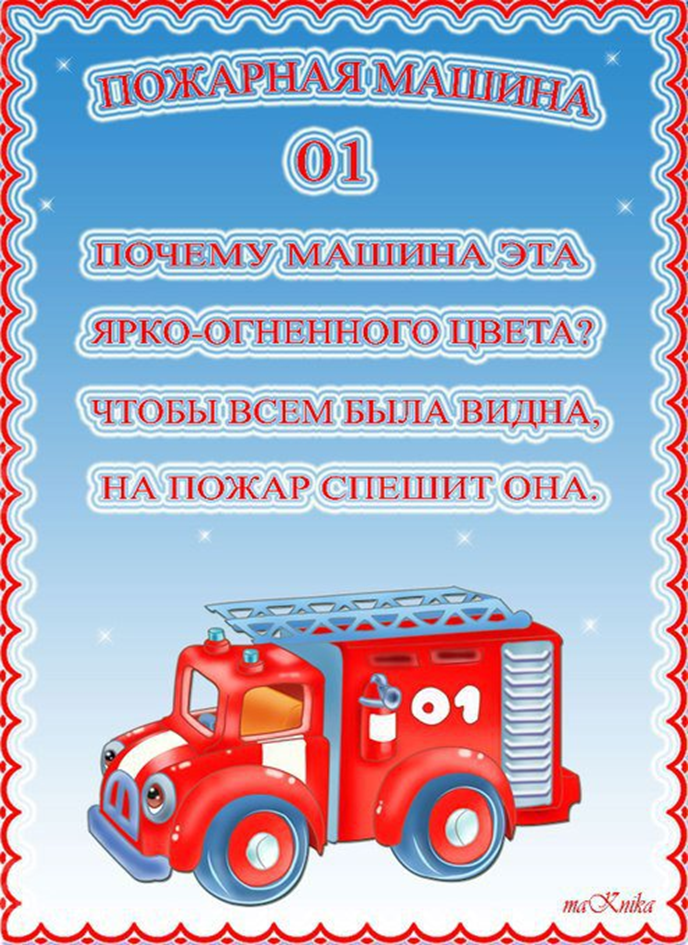 ПОЖАРНАЯ МАШИНА
01
ПОЧЕМУ МАШИНА ЭТА
ЯРКО-ОГНЕННОГО ЦВЕТА?
ЧТОБЫ ВСЕМ БЫЛА ВИДНА,
НА ПОЖАР СПЕШИТ ОНА.
01
maKnika